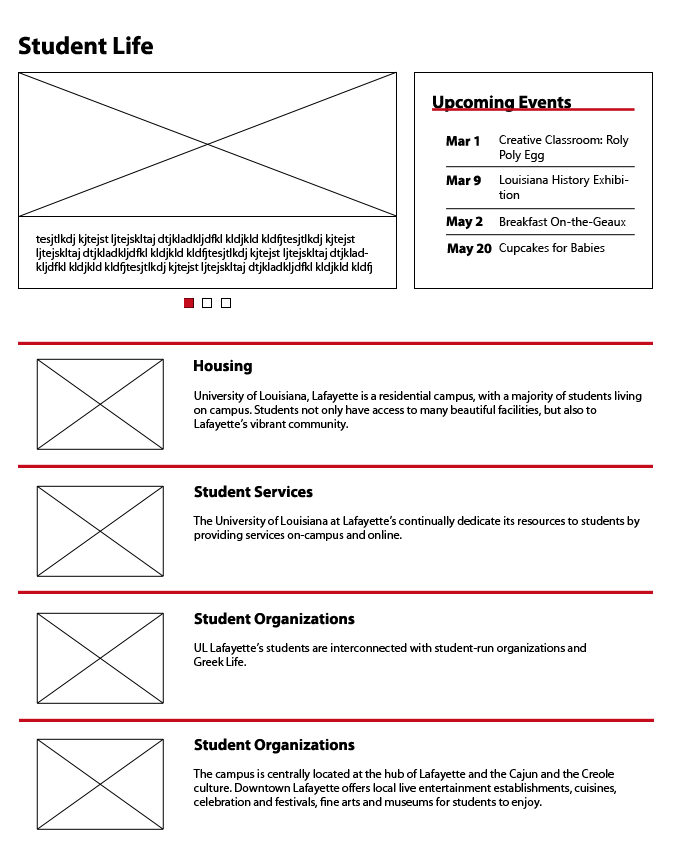 Student Life
tesjtlkdj kjtejst ljtejskltaj dtjkladkljdfkl kldjkld kldfjtesjtlkdj kjtejst
ljtejskltaj dtjkladkljdfkl kldjkld kldfjtesjtlkdj kjtejst ljtejskltaj dtjklad-
kljdfkl kldjkld kldfjtesjtlkdj kjtejst ljtejskltaj dtjkladkljdfkl kldjkld kldfj
Upcoming Events
Mar 1 Creative Classroom: Roly
Poly Egg
Mar 9 Louisiana History Exhibi-
tion
May 2 Breakfast On-the-Geaux
May 20 Cupcakes for Babies
Housing
University of Louisiana, Lafayette is a residential campus, with a majority of students living
on campus. Students not only have access to many beautiful facilities, but also to
Lafayette's vibrant community.
Student Services
The University of Louisiana at Lafayette's continually dedicate its resources to students by
providing services on-campus and online.
Student Organizations
UL Lafayette's students are interconnected with student-run organizations and
Greek Life.
Student Organizations
The campus is centrally located at the hub of Lafayette and the Cajun and the Creole
culture. Downtown Lafayette offers local live entertainment establishments, cuisines,
celebration and festivals, fine arts and museums for students to enjoy.